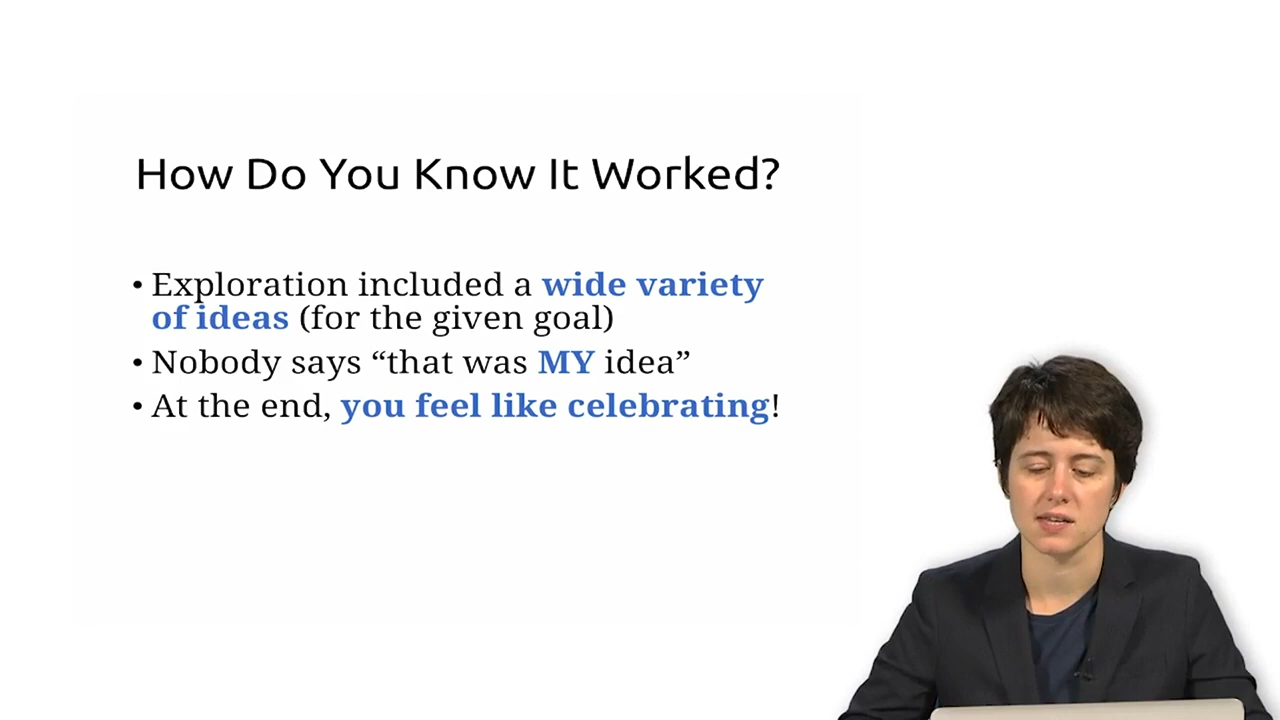 How Do You Know It Worked?
• Exploration included a wide variety
of ideas (for the given goal)
• Nobody says “that was MY idea”
• At the end, you feel like celebrating!